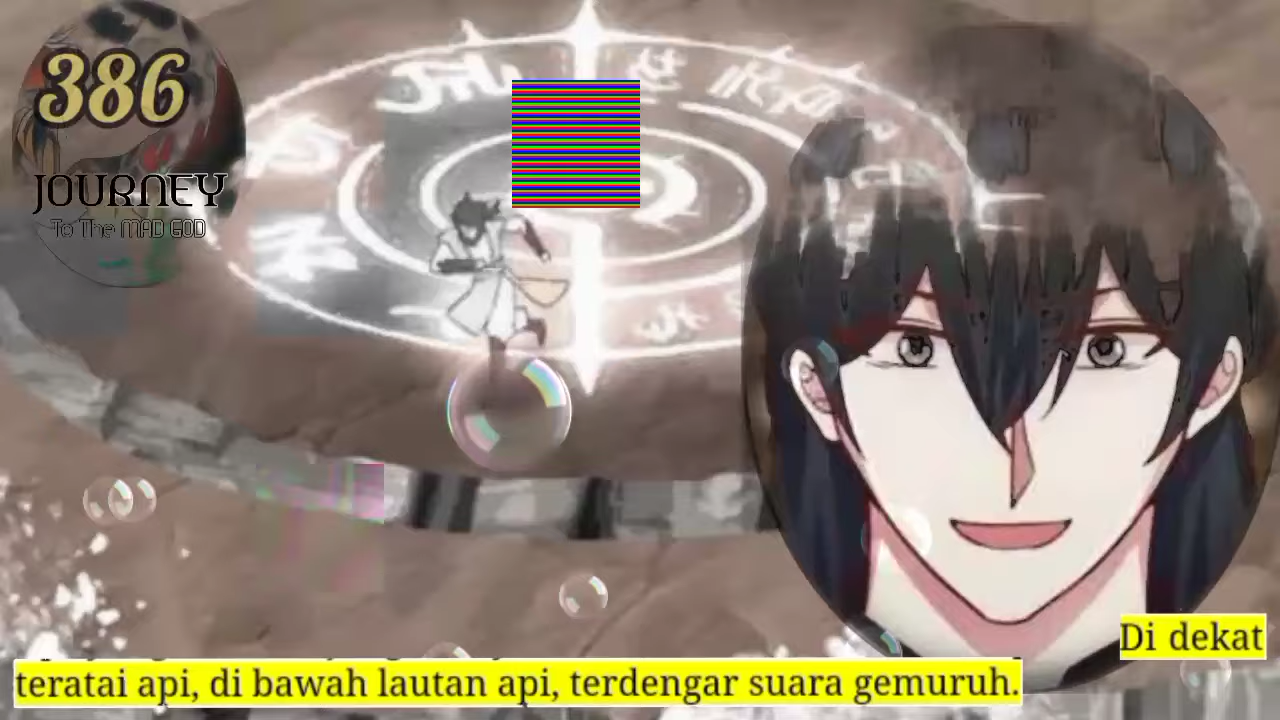 386
JOURNEY
To The MAD GOD
Di dekat
teratai api, di bawah lautan api, terdengar suara gemuruh.